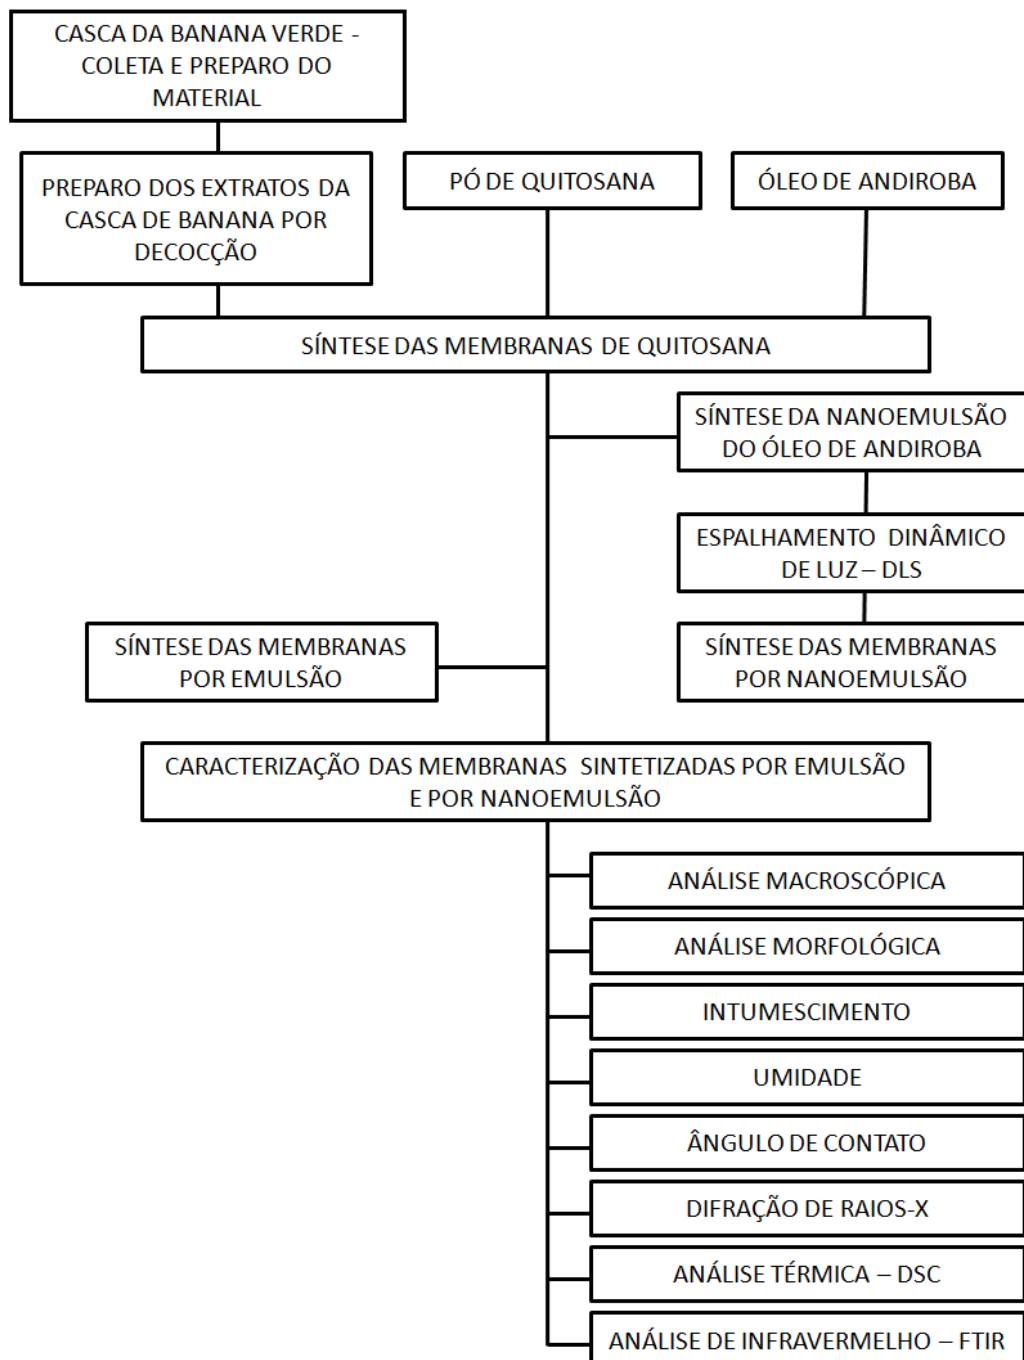 CASCA DA BANANA VERDE -
COLETA E PREPARO DO
MATERIAL
PREPARO DOS EXTRATOS DA
CASCA DE BANANA POR
DECOCÇÃO
PÓ DE QUITOSANA
ÓLEO DE ANDIROBA
SÍNTESE DAS MEMBRANAS DE QUITOSANA
SÍNTESE DA NANOEMULSÃO
DO ÓLEO DE ANDIROBA
ESPALHAMENTO DINÂMICO
DE LUZ – DLS
SÍNTESE DAS MEMBRANAS
POR EMULSÃO
SÍNTESE DAS MEMBRANAS
POR NANOEMULSÃO
CARACTERIZAÇÃO DAS MEMBRANAS SINTETIZADAS POR EMULSÃO
E POR NANOEMULSÃO
ANÁLISE MACROSCÓPICA
ANÁLISE MORFOLÓGICA
INTUMESCIMENTO
UMIDADE
ÂNGULO DE CONTATO
DIFRAÇÃO DE RAIOS-X
ANÁLISE TÉRMICA – DSC
ANÁLISE DE INFRAVERMELHO – FTIR